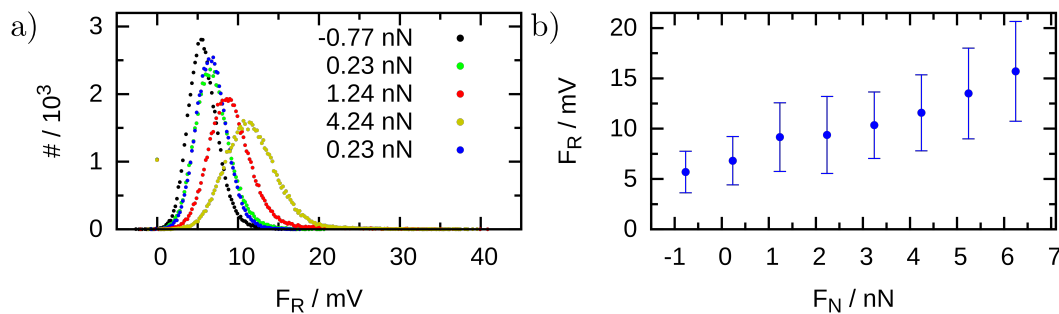 a)
# / 10³
3
2
1
0
-0.77 nN
0.23 nN
1.24 nN
4.24 nN
0.23 nN
0 10 20 30 40
F_R / mV
b)
F_R / mV
20
15
10
5
0
-1 0 1 2 3 4 5 6 7
F_N / nN